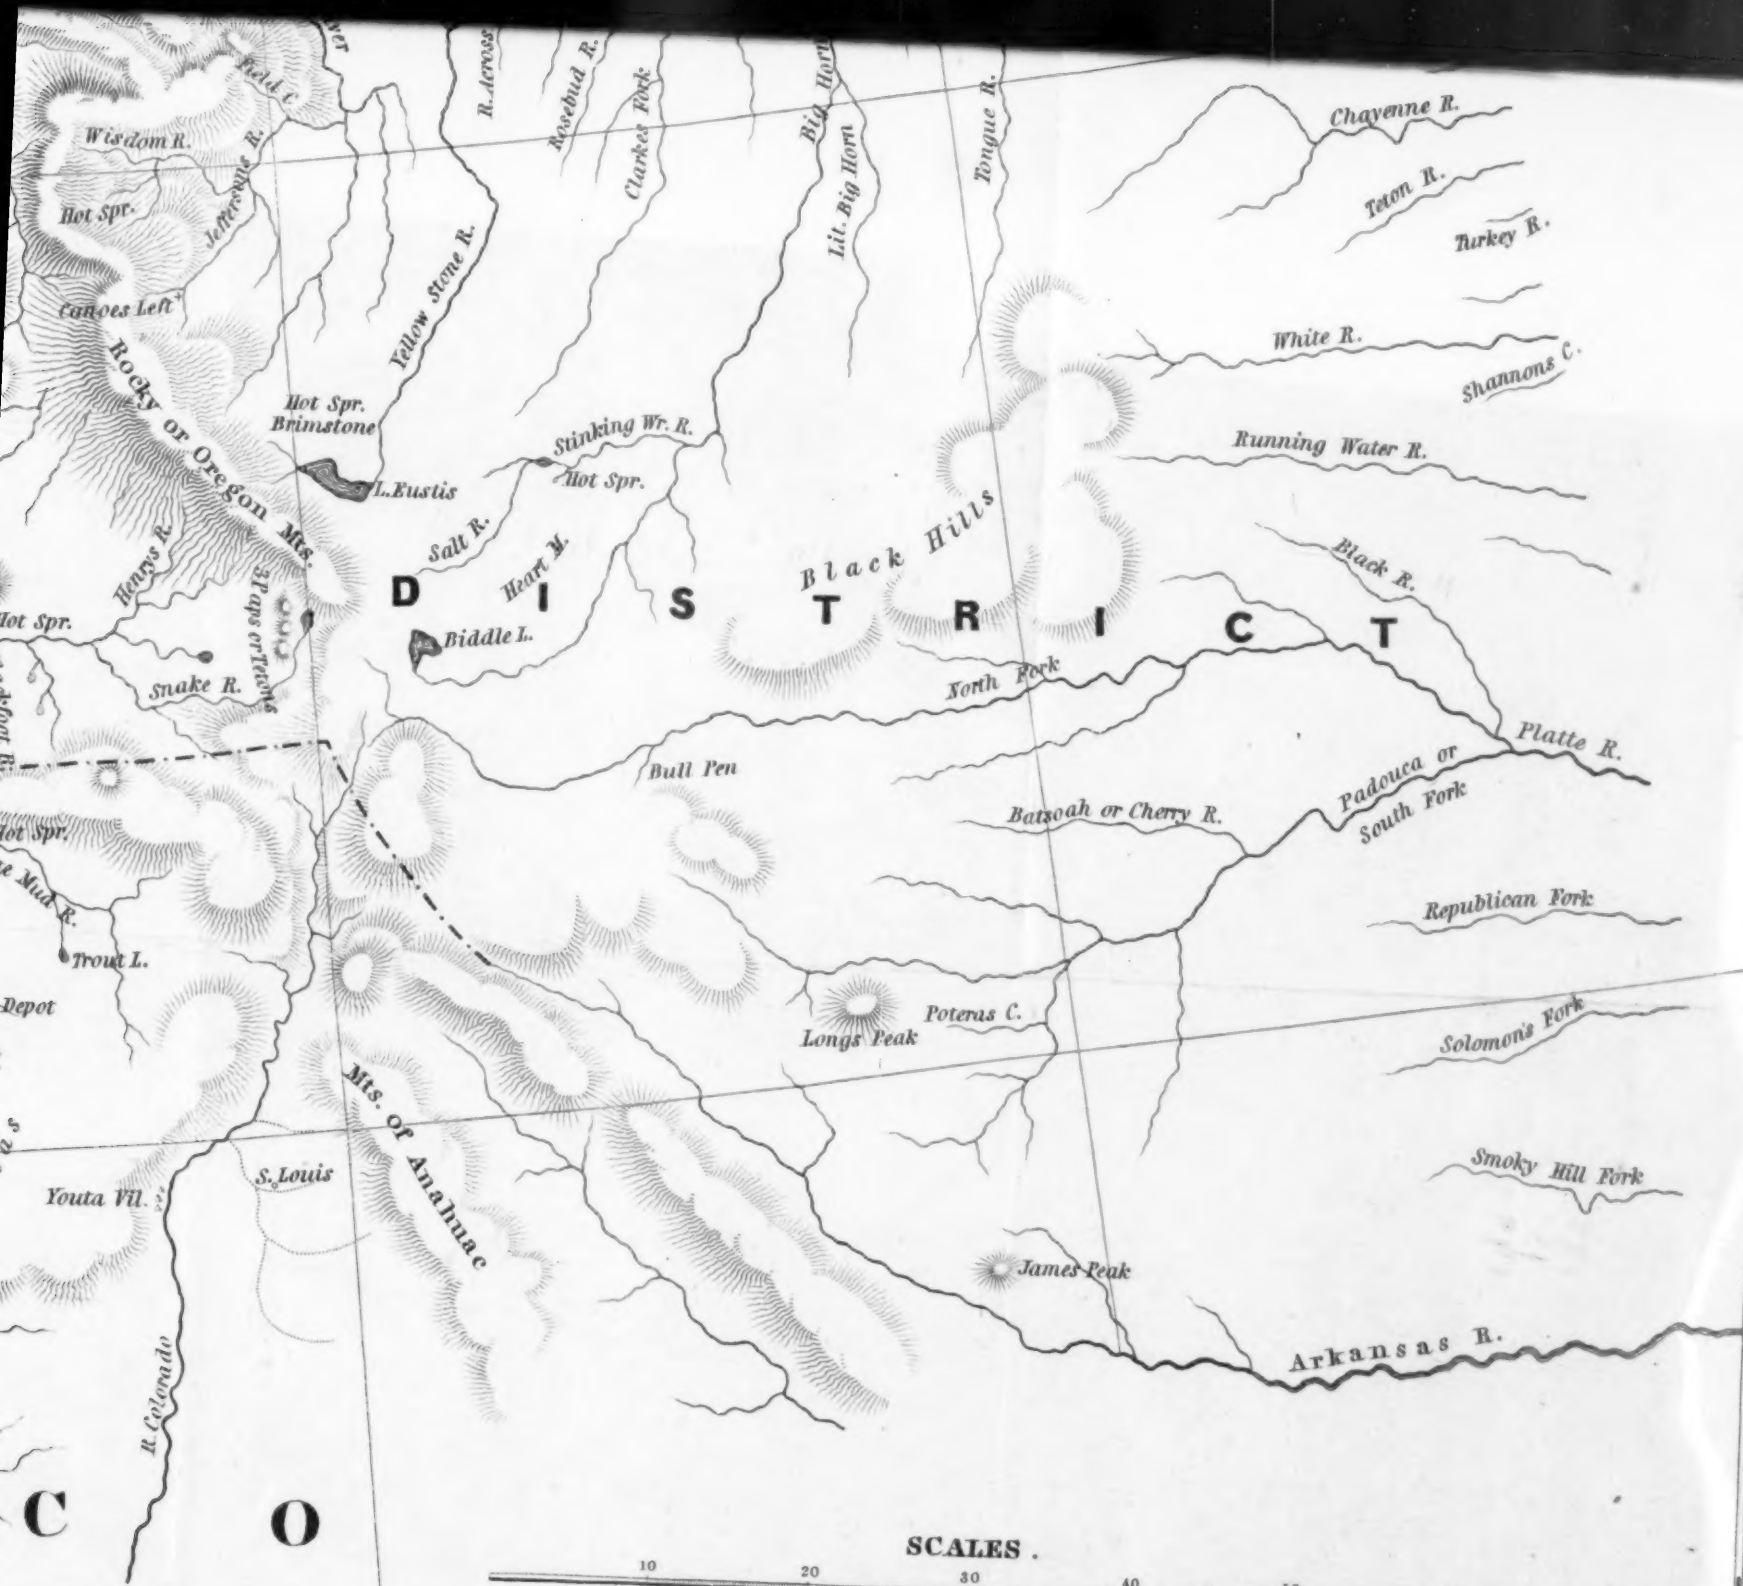 Field C.
R. Across
Rosebud R.
Clarkes Fork
Big Horn
Lit. Big Horn
Tongue R.
Chayenne R.
Wisdom R.
Jeffersons R.
Teton R.
Hot Spr.
Turkey R.
Yellow Stone R.
Canoes Left
White R.
Shannons C.
Rocky or Oregon Mts.
Hot Spr.
Brimstone
Stinking Wr. R.
Running Water R.
L. Eustis
Hot Spr.
Salt R.
Heart M.
Black Hills
Black R.
Henrys R.
3 Paps or Tetons
DISTRICT
Hot Spr.
Biddle L.
Snake R.
North Fork
Platte R.
Bull Pen
Padouca or
South Fork
Batsoah or Cherry R.
Hot Spr.
Mud R.
Republican Fork
Trout L.
Depot
Longs Peak
Poteras C.
Solomon's Fork
Mts. of Anahuac
S. Louis
Youta Vil.
Smoky Hill Fork
James Peak
Arkansas R.
R. Colorado
C O
SCALES.
10 20
30 40